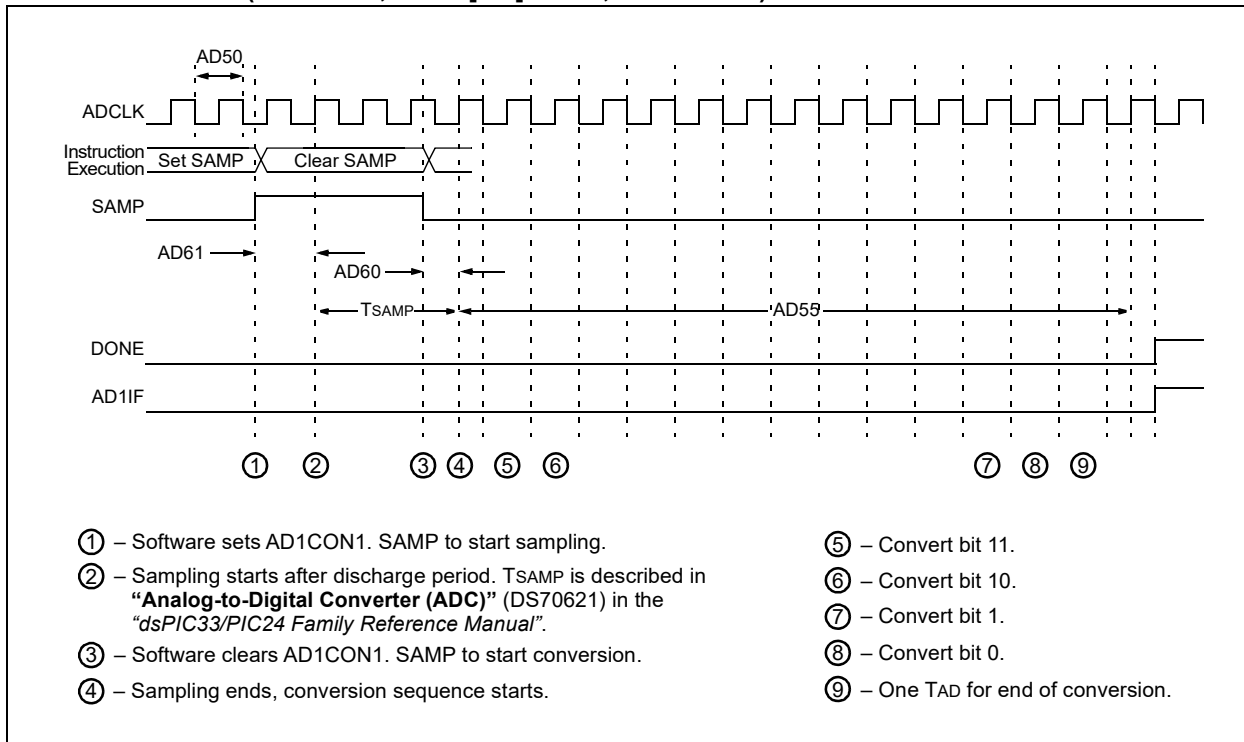 AD50
ADCLK
Instruction
Execution
Set SAMP
Clear SAMP
SAMP
AD61
AD60
TSAMP
AD55
DONE
AD1IF
1 2 3 4 5 6 7 8 9
1 – Software sets AD1CON1. SAMP to start sampling.
2 – Sampling starts after discharge period. TSAMP is described in
“Analog-to-Digital Converter (ADC)” (DS70621) in the
“dsPIC33/PIC24 Family Reference Manual”.
3 – Software clears AD1CON1. SAMP to start conversion.
4 – Sampling ends, conversion sequence starts.
5 – Convert bit 11.
6 – Convert bit 10.
7 – Convert bit 1.
8 – Convert bit 0.
9 – One TAD for end of conversion.